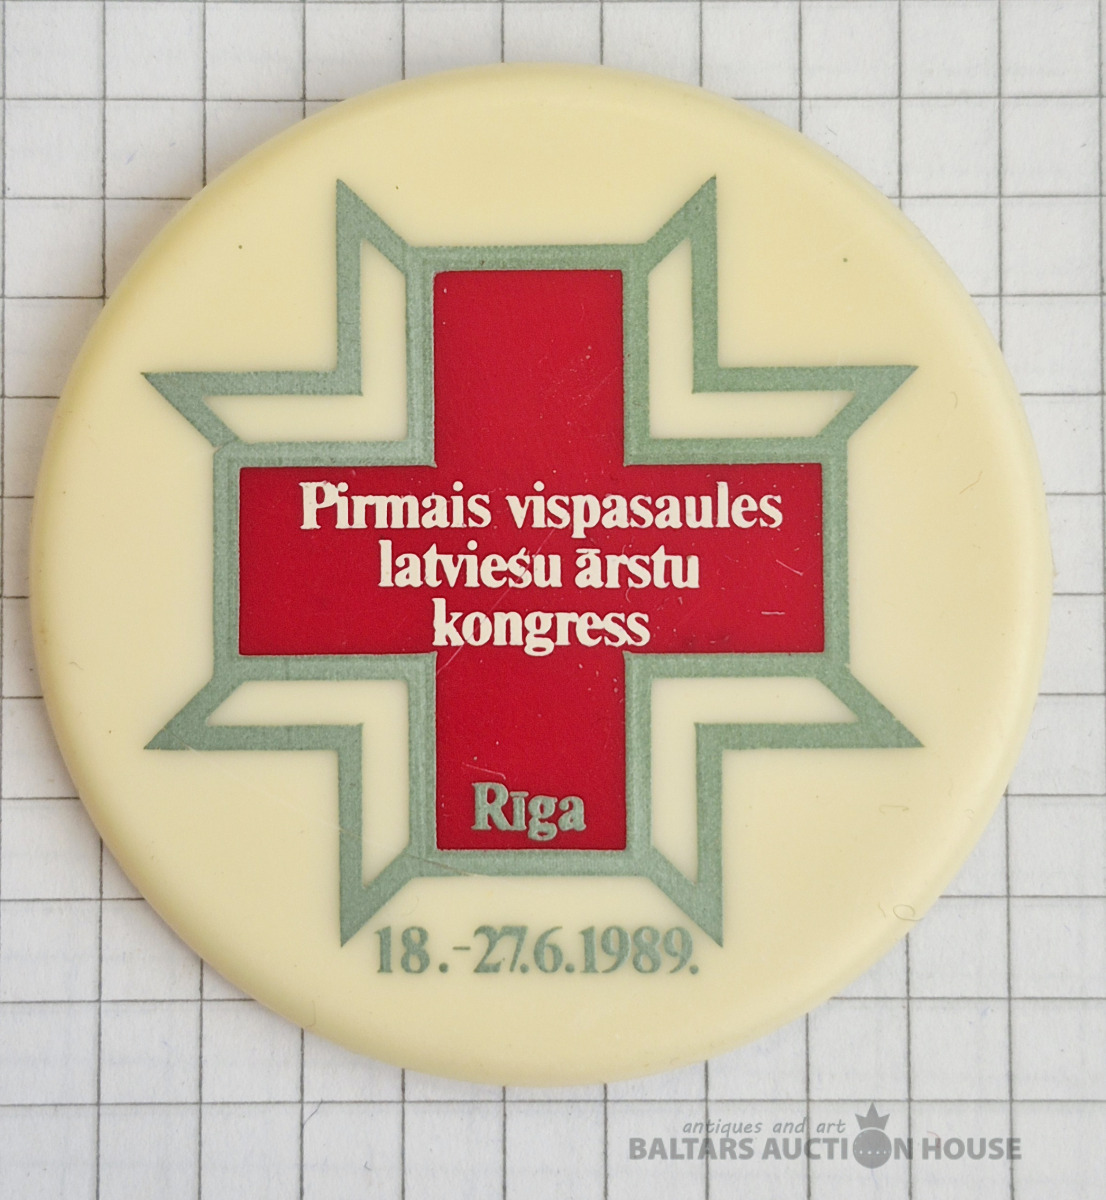 Pirmais vispasaules
latviešu ārstu
kongress
Rīga
18.-27.6.1989.
antiques and art
BALTARS AUCTION HOUSE